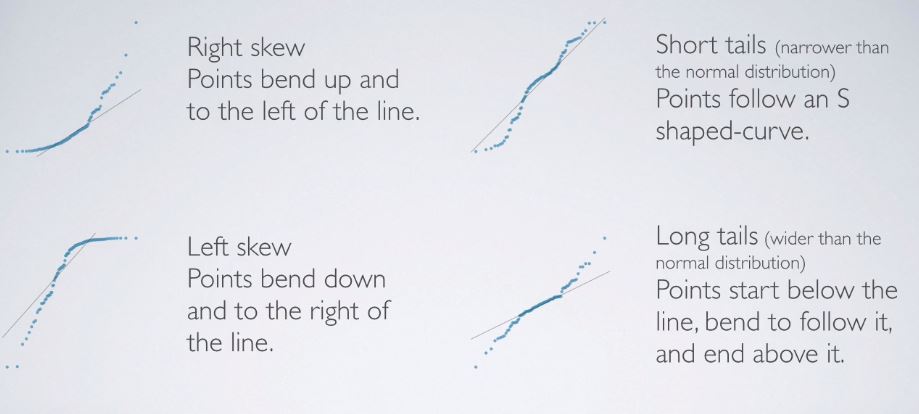 Right skew
Points bend up and
to the left of the line.
Short tails (narrower than
the normal distribution)
Points follow an S
shaped-curve.
Left skew
Points bend down
and to the right of
the line.
Long tails (wider than the
normal distribution)
Points start below the
line, bend to follow it,
and end above it.